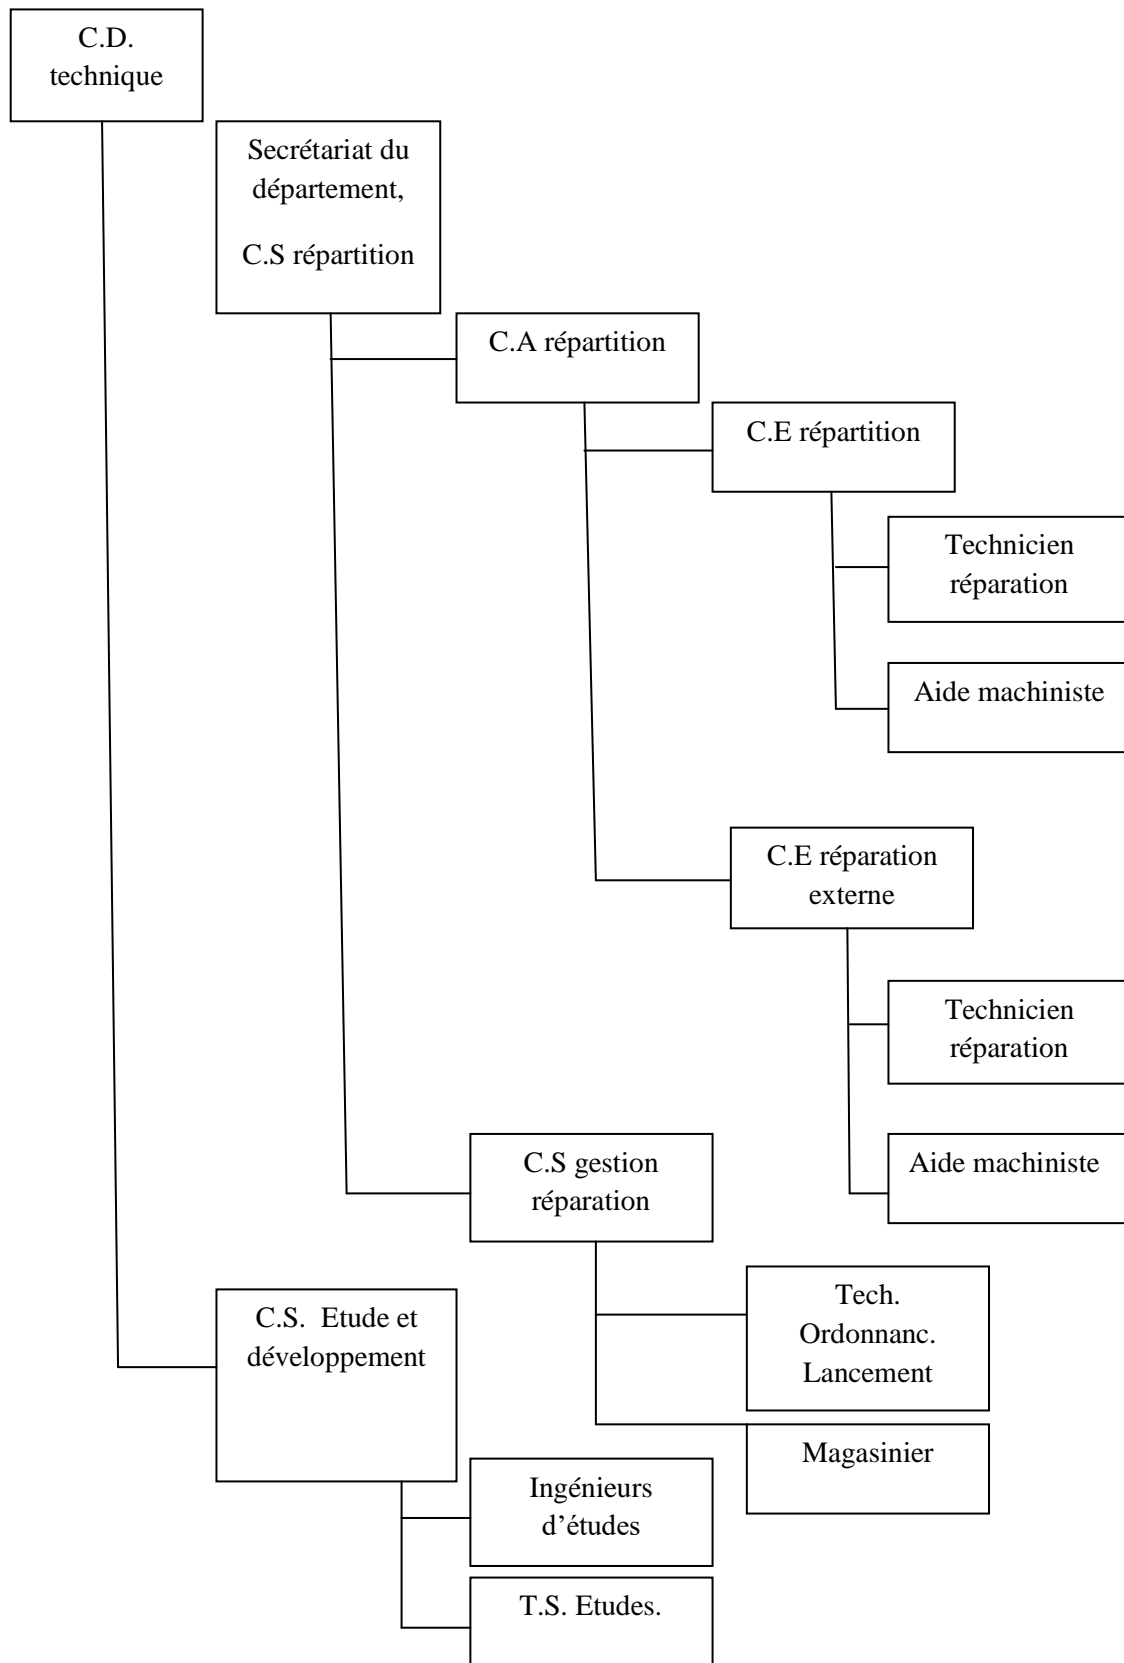 C.D.
technique
Secrétariat du
département,
C.S répartition
C.A répartition
C.E répartition
Technicien
réparation
Aide machiniste
C.E réparation
externe
Technicien
réparation
Aide machiniste
C.S gestion
réparation
Tech.
Ordonnanc.
Lancement
Magasinier
C.S. Etude et
développement
Ingénieurs
d’études
T.S. Etudes.